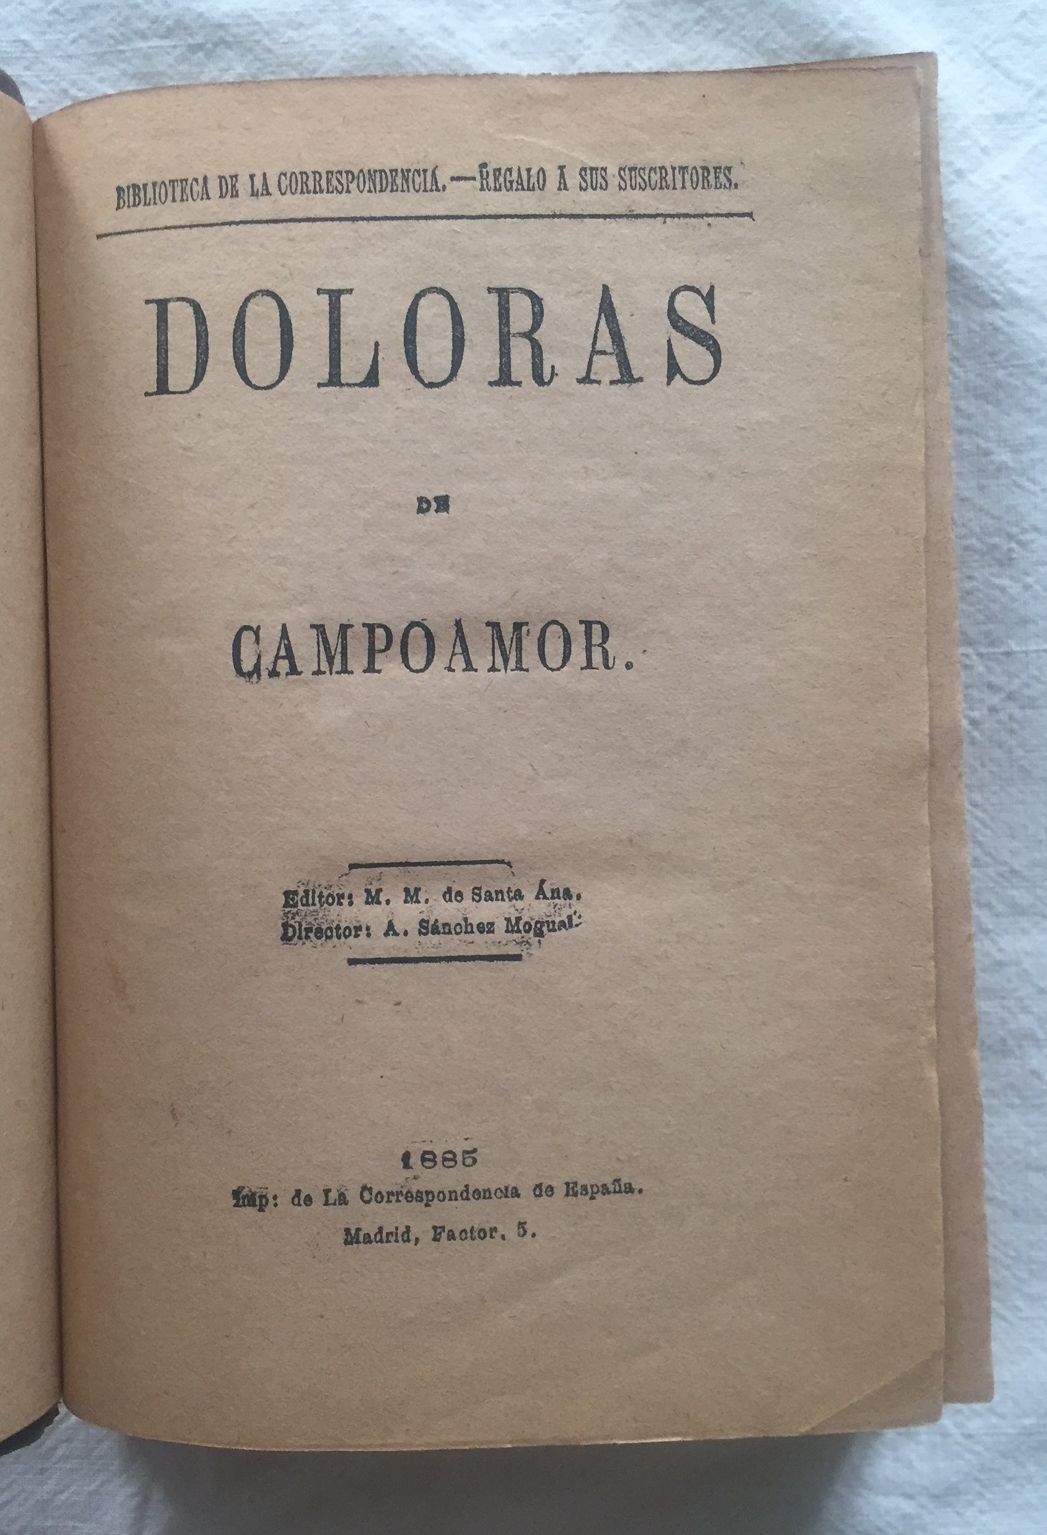 BIBLIOTECA DE LA CORRESPONDENCIA.—REGALO A SUS SUSCRITORES.
DOLORAS
DE
CAMPOAMOR.
Editor: M. M. de Santa Ána.
Director: A. Sánchez Moguel.
1885
Imp: de La Correspondencia de España.
Madrid, Factor, 5.